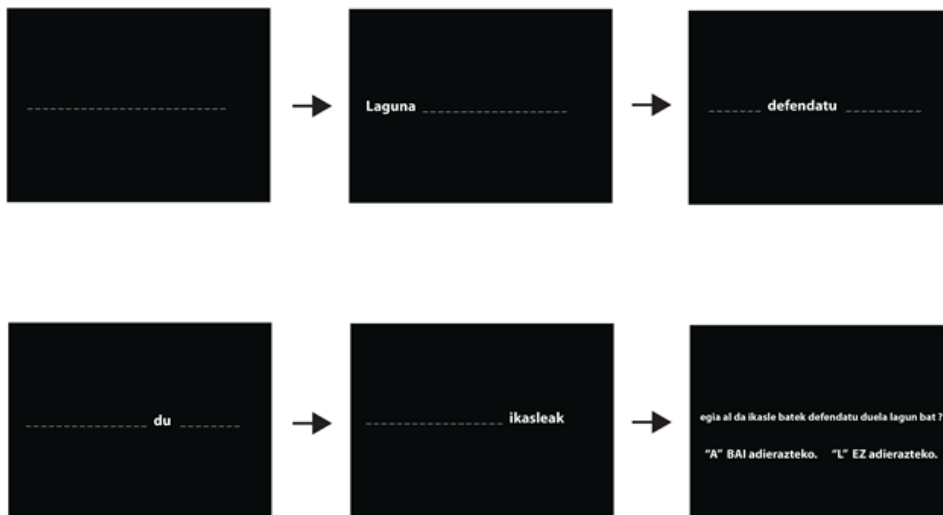 Laguna
defendatu
du
ikasleak
egia al da ikasle batek defendatu duela lagun bat ?
“A” BAI adierazteko. “L” EZ adierazteko.